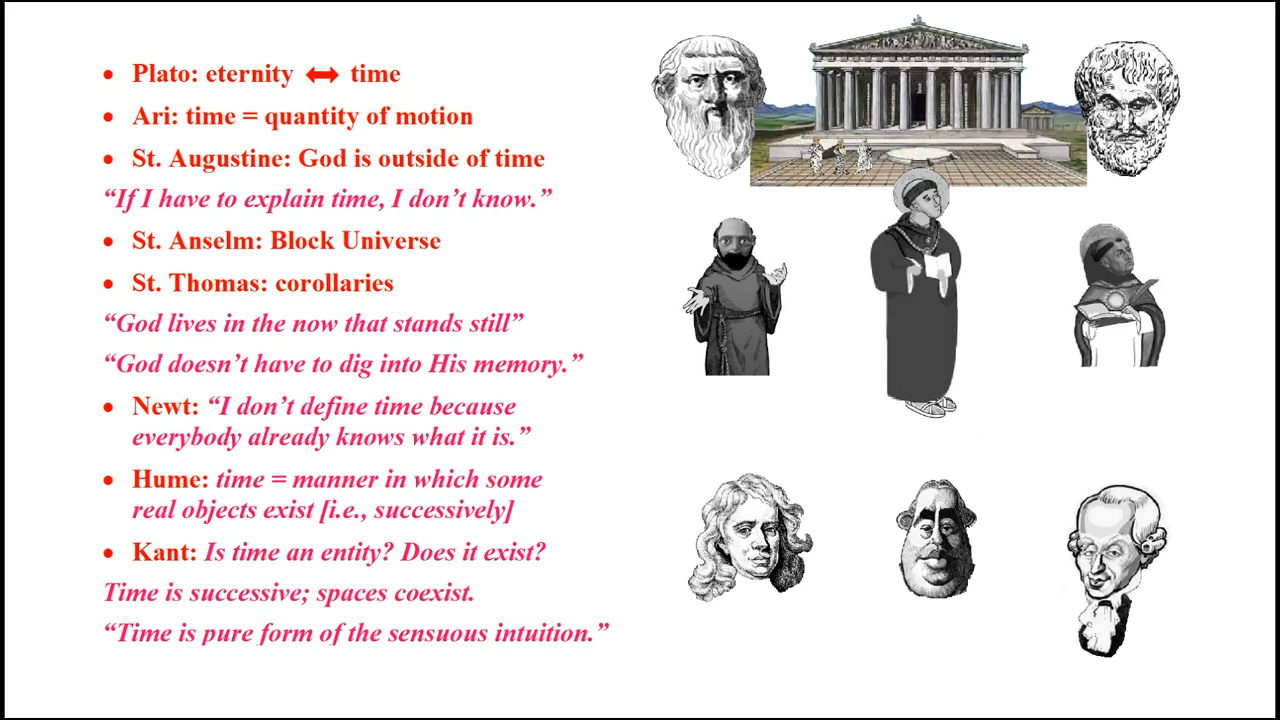 • Plato: eternity ↔ time
• Ari: time = quantity of motion
• St. Augustine: God is outside of time
“If I have to explain time, I don’t know.”
• St. Anselm: Block Universe
• St. Thomas: corollaries
“God lives in the now that stands still”
“God doesn’t have to dig into His memory.”
• Newt: “I don’t define time because
everybody already knows what it is.”
• Hume: time = manner in which some
real objects exist [i.e., successively]
• Kant: Is time an entity? Does it exist?
Time is successive; spaces coexist.
“Time is pure form of the sensuous intuition.”